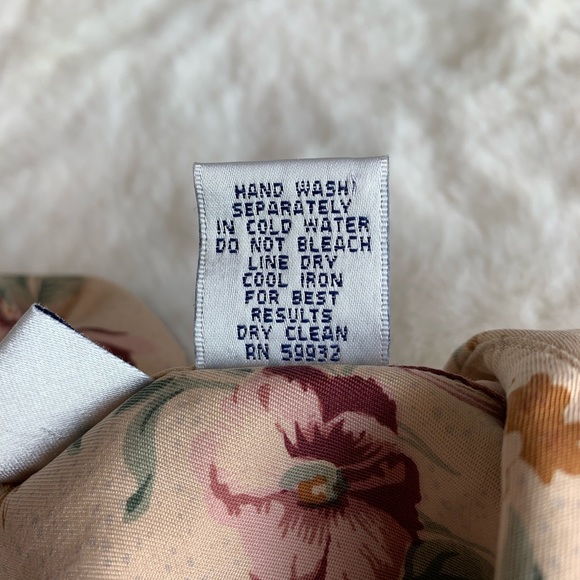 HAND WASH
SEPARATELY
IN COLD WATER
DO NOT BLEACH
LINE DRY
COOL IRON
FOR BEST
RESULTS
DRY CLEAN
RN 59932